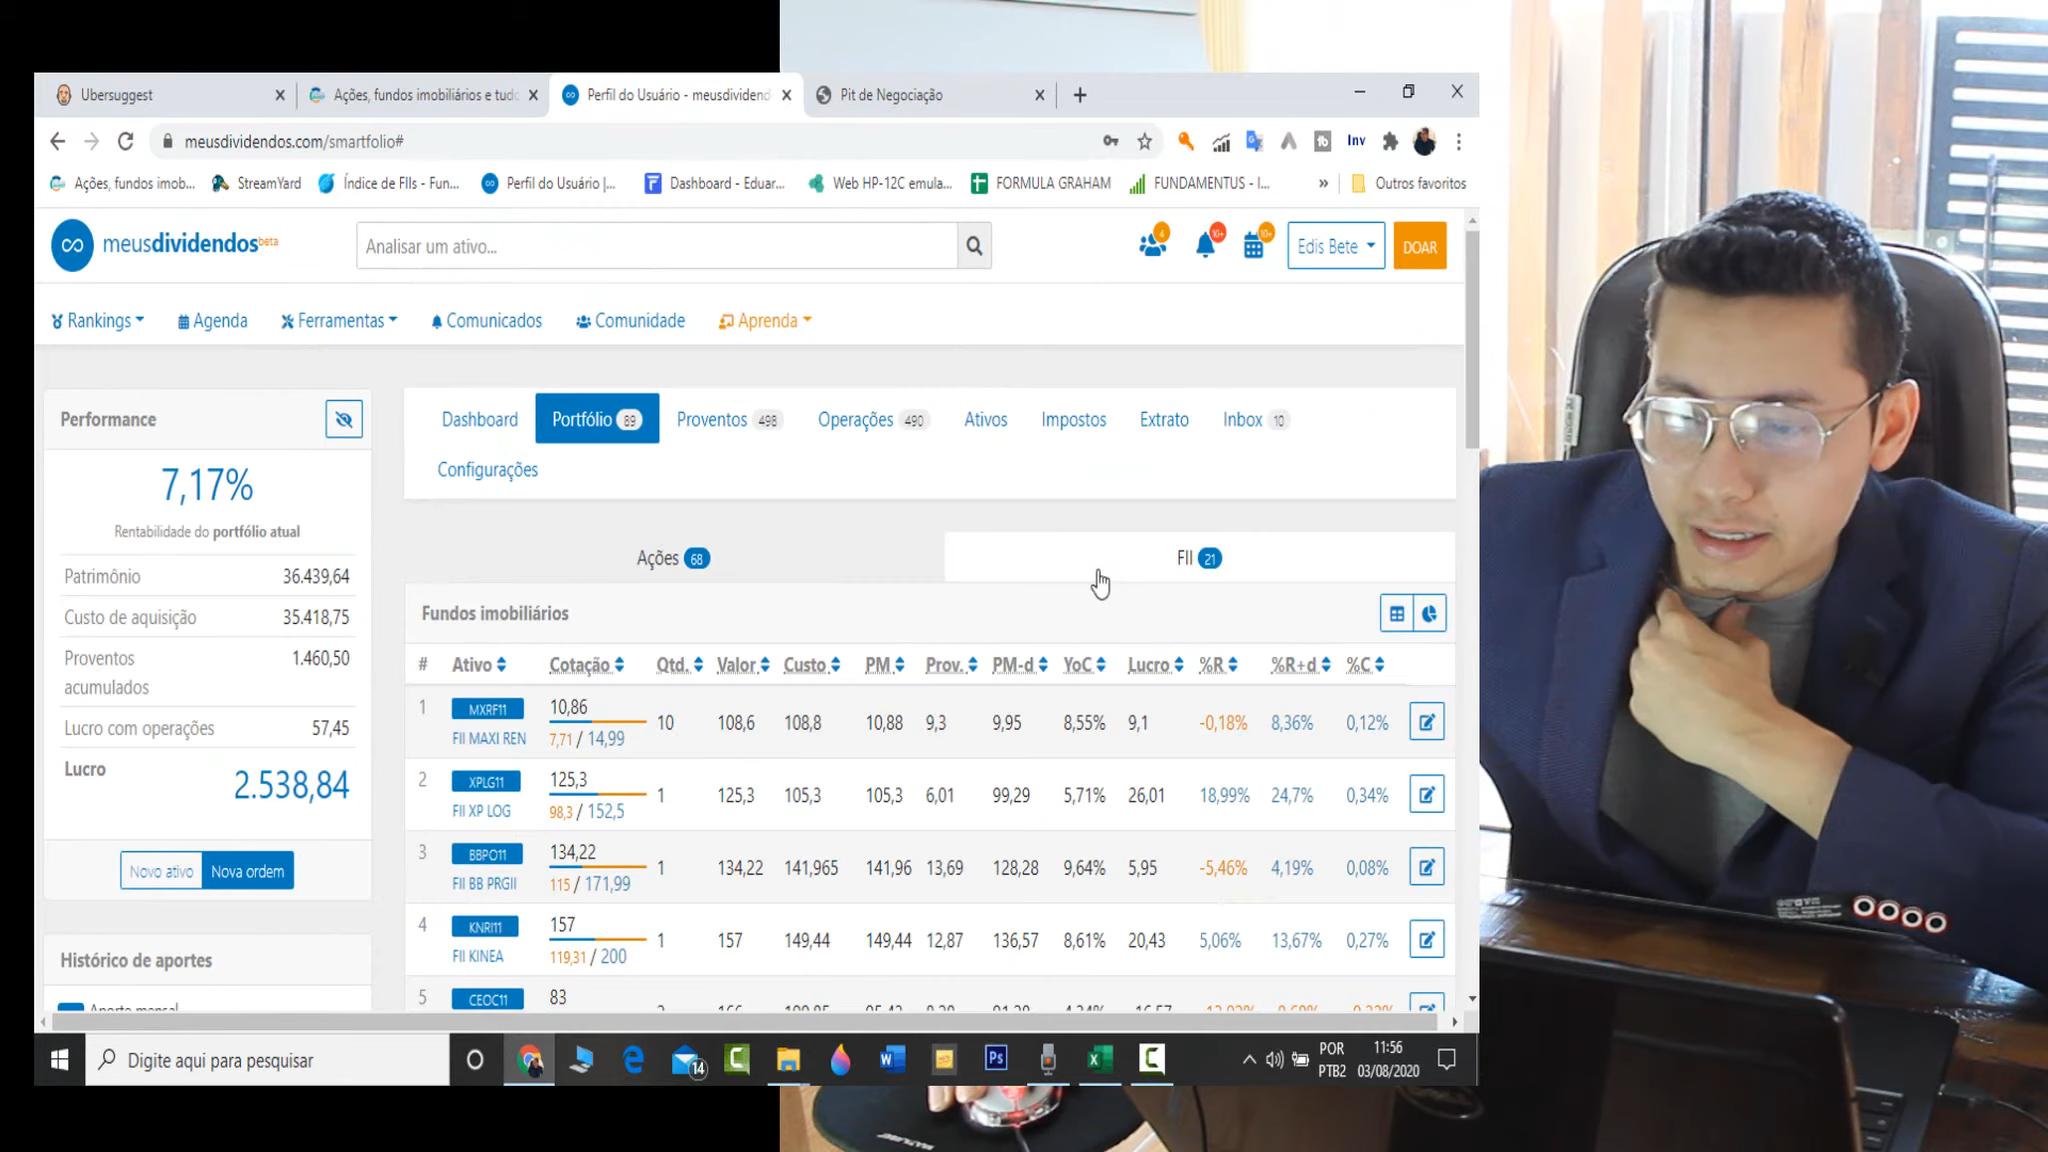 Ubersuggest
Ações, fundos imobiliários e tudo
Perfil do Usuário - meusdividend
Pit de Negociação
meusdividendos.com/smartfolio#
Inv
Ações, fundos imob...
StreamYard
Índice de FIIs - Fun...
Perfil do Usuário |...
Dashboard - Eduar...
Web HP-12C emula...
FORMULA GRAHAM
FUNDAMENTUS - I...
»
Outros favoritos
meusdividendos beta
Analisar um ativo...
4
10+
10+
Edis Bete
DOAR
Rankings
Agenda
Ferramentas
Comunicados
Comunidade
Aprenda
Performance
7,17%
Rentabilidade do portfólio atual
Patrimônio 36.439,64
Custo de aquisição 35.418,75
Proventos acumulados 1.460,50
Lucro com operações 57,45
Lucro 2.538,84
Novo ativo Nova ordem
Histórico de aportes
Aporte mensal
Dashboard Portfólio 89 Proventos 498 Operações 490 Ativos Impostos Extrato Inbox 10
Configurações
Ações 68 FII 21
Fundos imobiliários
# Ativo Cotação Qtd. Valor Custo PM Prov. PM-d YoC Lucro %R %R+d %C
1 MXRF11 10,86 10 108,6 108,8 10,88 9,3 9,95 8,55% 9,1 -0,18% 8,36% 0,12%
FII MAXI REN 7,71 / 14,99
2 XPLG11 125,3 1 125,3 105,3 105,3 6,01 99,29 5,71% 26,01 18,99% 24,7% 0,34%
FII XP LOG 98,3 / 152,5
3 BBPO11 134,22 1 134,22 141,965 141,96 13,69 128,28 9,64% 5,95 -5,46% 4,19% 0,08%
FII BB PRGII 115 / 171,99
4 KNRI11 157 1 157 149,44 149,44 12,87 136,57 8,61% 20,43 5,06% 13,67% 0,27%
FII KINEA 119,31 / 200
5 CEOC11 83
Digite aqui para pesquisar
14
Ps
POR
PTB2
11:56
03/08/2020